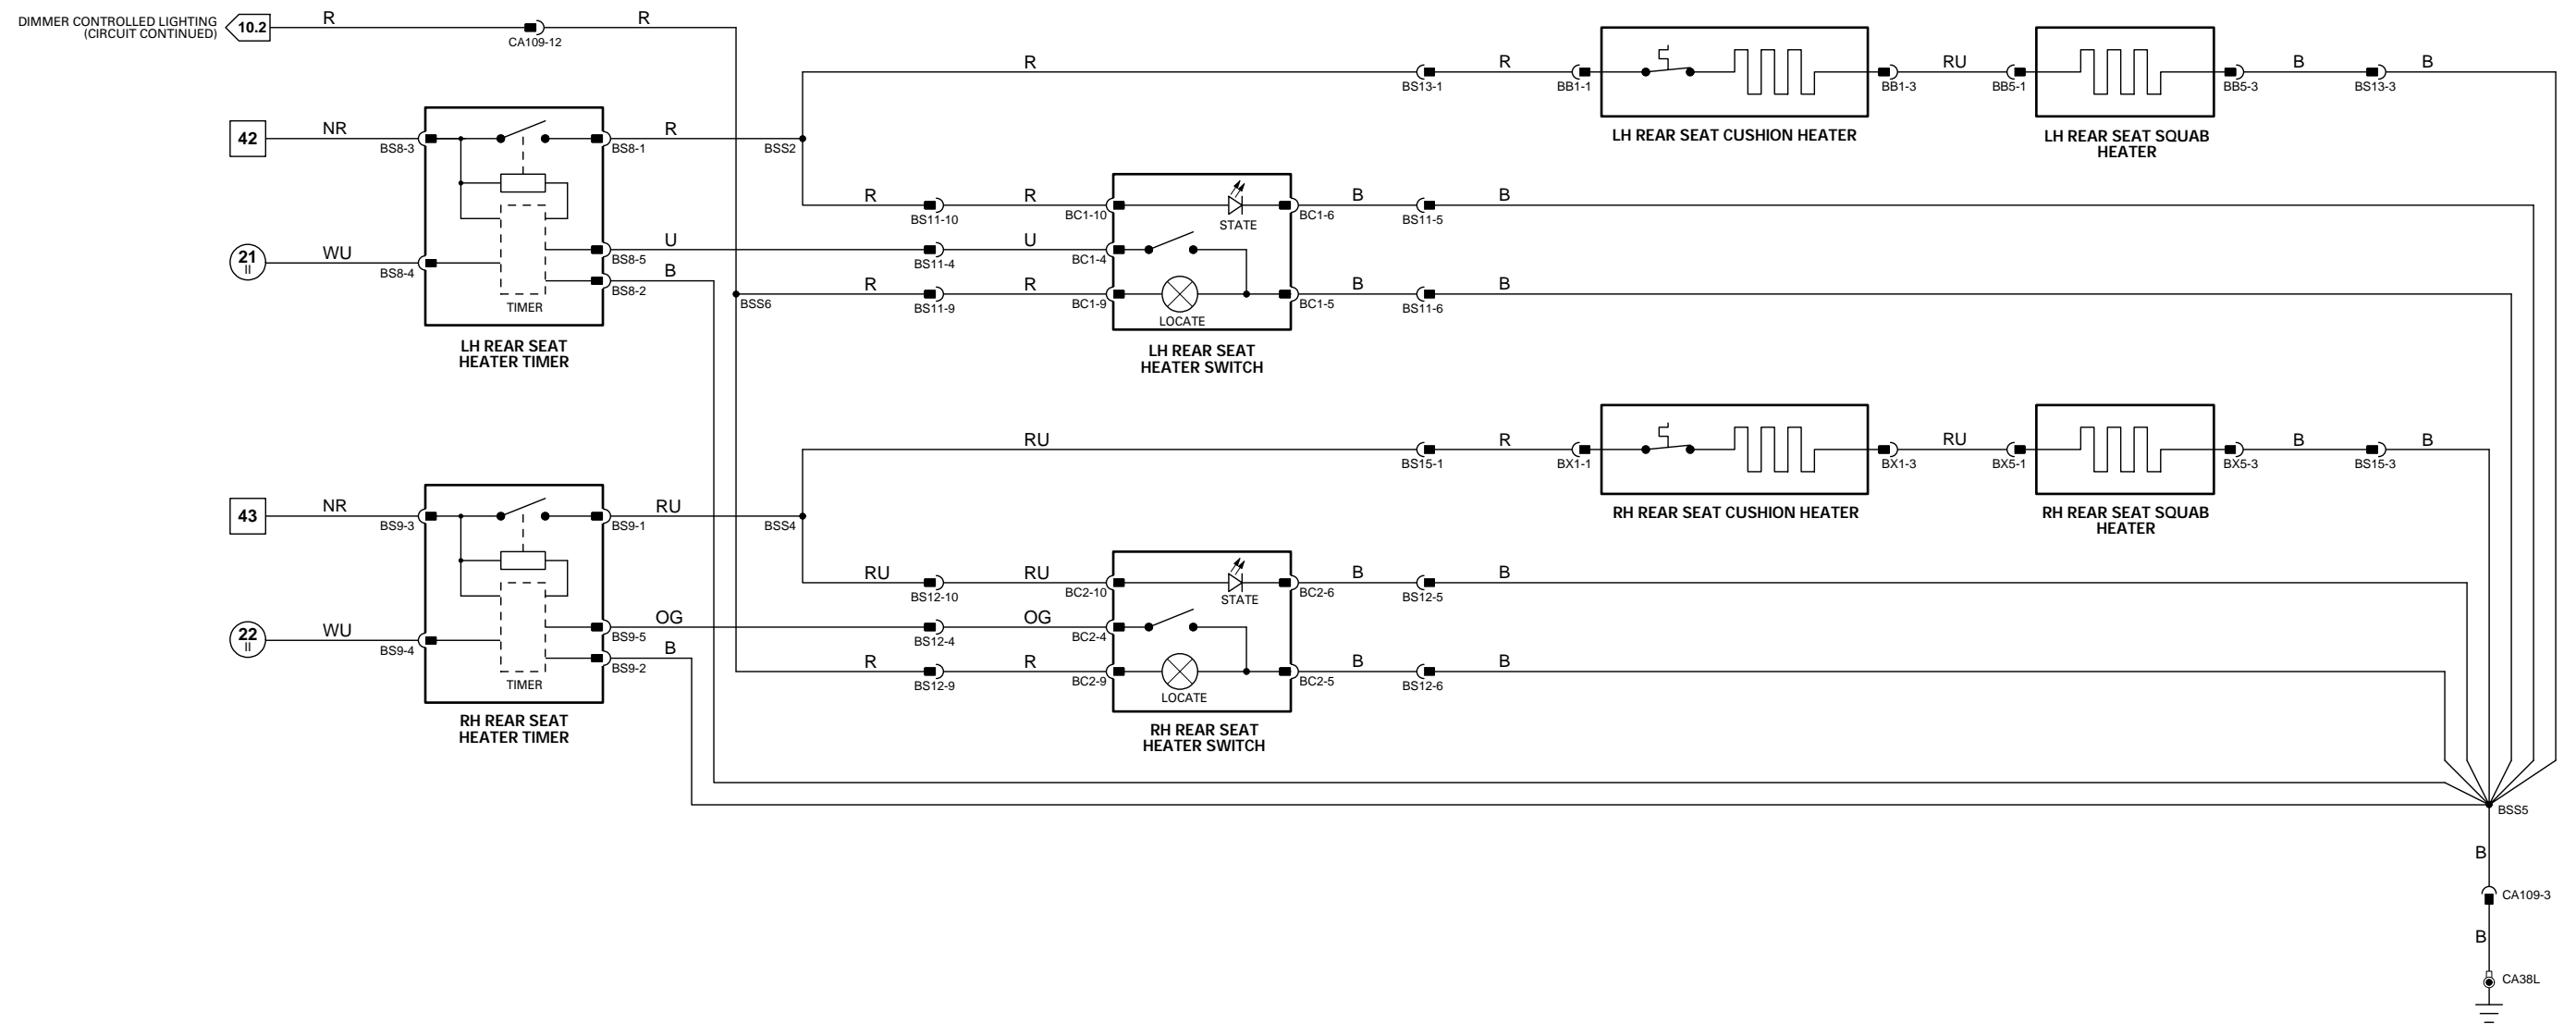 DIMMER CONTROLLED LIGHTING
(CIRCUIT CONTINUED)
10.2
R
CA109-12
R
R
BS13-1
R
BB1-1
BB1-3
RU
BB5-1
BB5-3
B
BS13-3
B
LH REAR SEAT CUSHION HEATER
LH REAR SEAT SQUAB
HEATER
42
NR
BS8-3
BS8-1
R
BSS2
R
BS11-10
R
BC1-10
STATE
BC1-6
B
BS11-5
B
21
II
WU
BS8-4
BS8-5
U
BS11-4
U
BC1-4
BS8-2
B
TIMER
BSS6
R
BS11-9
R
BC1-9
LOCATE
BC1-5
B
BS11-6
B
LH REAR SEAT
HEATER TIMER
LH REAR SEAT
HEATER SWITCH
RU
BS15-1
R
BX1-1
BX1-3
RU
BX5-1
BX5-3
B
BS15-3
B
RH REAR SEAT CUSHION HEATER
RH REAR SEAT SQUAB
HEATER
43
NR
BS9-3
BS9-1
RU
BSS4
RU
BS12-10
RU
BC2-10
STATE
BC2-6
B
BS12-5
B
22
II
WU
BS9-4
BS9-5
OG
BS12-4
OG
BC2-4
BS9-2
B
TIMER
R
BS12-9
R
BC2-9
LOCATE
BC2-5
B
BS12-6
B
RH REAR SEAT
HEATER TIMER
RH REAR SEAT
HEATER SWITCH
BSS5
B
CA109-3
B
CA38L